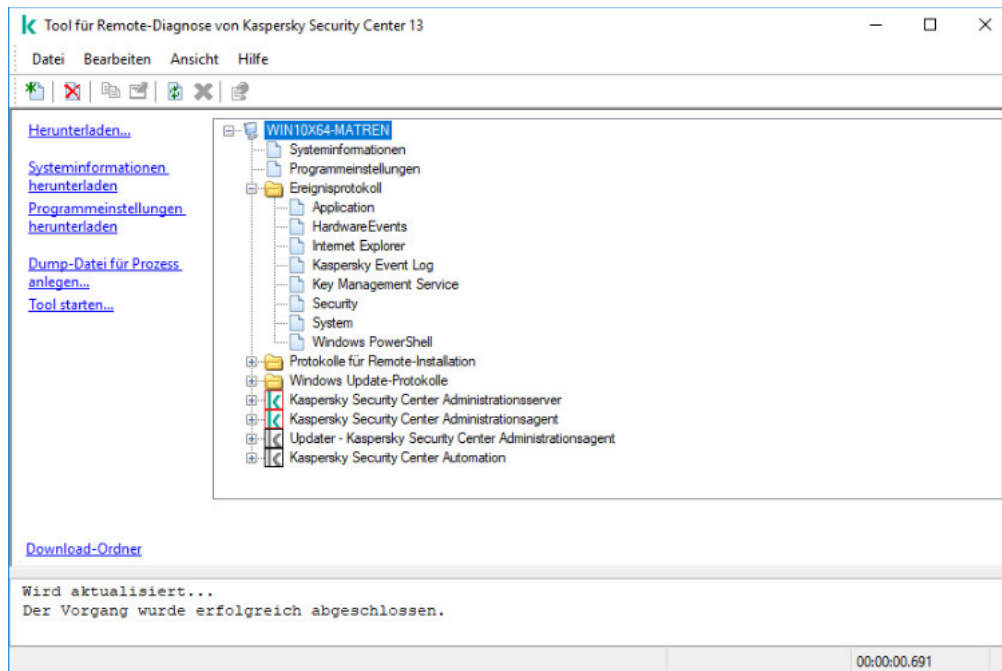 Tool für Remote-Diagnose von Kaspersky Security Center 13
Datei Bearbeiten Ansicht Hilfe
Herunterladen...
Systeminformationen
herunterladen
Programmeinstellungen
herunterladen
Dump-Datei für Prozess
anlegen...
Tool starten...
Download-Ordner
WIN10X64-MATREN
Systeminformationen
Programmeinstellungen
Ereignisprotokoll
Application
HardwareEvents
Internet Explorer
Kaspersky Event Log
Key Management Service
Security
System
Windows PowerShell
Protokolle für Remote-Installation
Windows Update-Protokolle
Kaspersky Security Center Administrationsserver
Kaspersky Security Center Administrationsagent
Updater - Kaspersky Security Center Administrationsagent
Kaspersky Security Center Automation
Wird aktualisiert...
Der Vorgang wurde erfolgreich abgeschlossen.
00:00:00.691